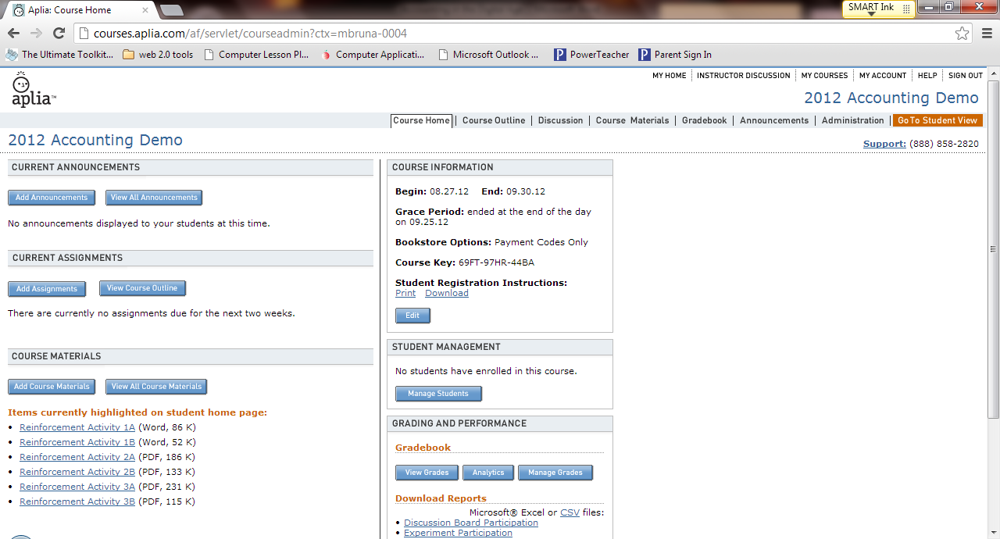 Aplia: Course Home
SMART Ink
courses.aplia.com/af/servlet/courseadmin?ctx=mbruna-0004
The Ultimate Toolkit... web 2.0 tools Computer Lesson Pl... Computer Applicati... Microsoft Outlook ... PowerTeacher Parent Sign In
aplia™
MY HOME INSTRUCTOR DISCUSSION MY COURSES MY ACCOUNT HELP SIGN OUT
2012 Accounting Demo
Course Home Course Outline Discussion Course Materials Gradebook Announcements Administration Go To Student View
2012 Accounting Demo
Support: (888) 858-2820
CURRENT ANNOUNCEMENTS
Add Announcements View All Announcements
No announcements displayed to your students at this time.
CURRENT ASSIGNMENTS
Add Assignments View Course Outline
There are currently no assignments due for the next two weeks.
COURSE MATERIALS
Add Course Materials View All Course Materials
Items currently highlighted on student home page:
• Reinforcement Activity 1A (Word, 86 K)
• Reinforcement Activity 1B (Word, 52 K)
• Reinforcement Activity 2A (PDF, 186 K)
• Reinforcement Activity 2B (PDF, 133 K)
• Reinforcement Activity 3A (PDF, 231 K)
• Reinforcement Activity 3B (PDF, 115 K)
COURSE INFORMATION
Begin: 08.27.12 End: 09.30.12
Grace Period: ended at the end of the day
on 09.25.12
Bookstore Options: Payment Codes Only
Course Key: 69FT-97HR-44BA
Student Registration Instructions:
Print Download
Edit
STUDENT MANAGEMENT
No students have enrolled in this course.
Manage Students
GRADING AND PERFORMANCE
Gradebook
View Grades Analytics Manage Grades
Download Reports
Microsoft® Excel or CSV files:
• Discussion Board Participation
• Experiment Participation